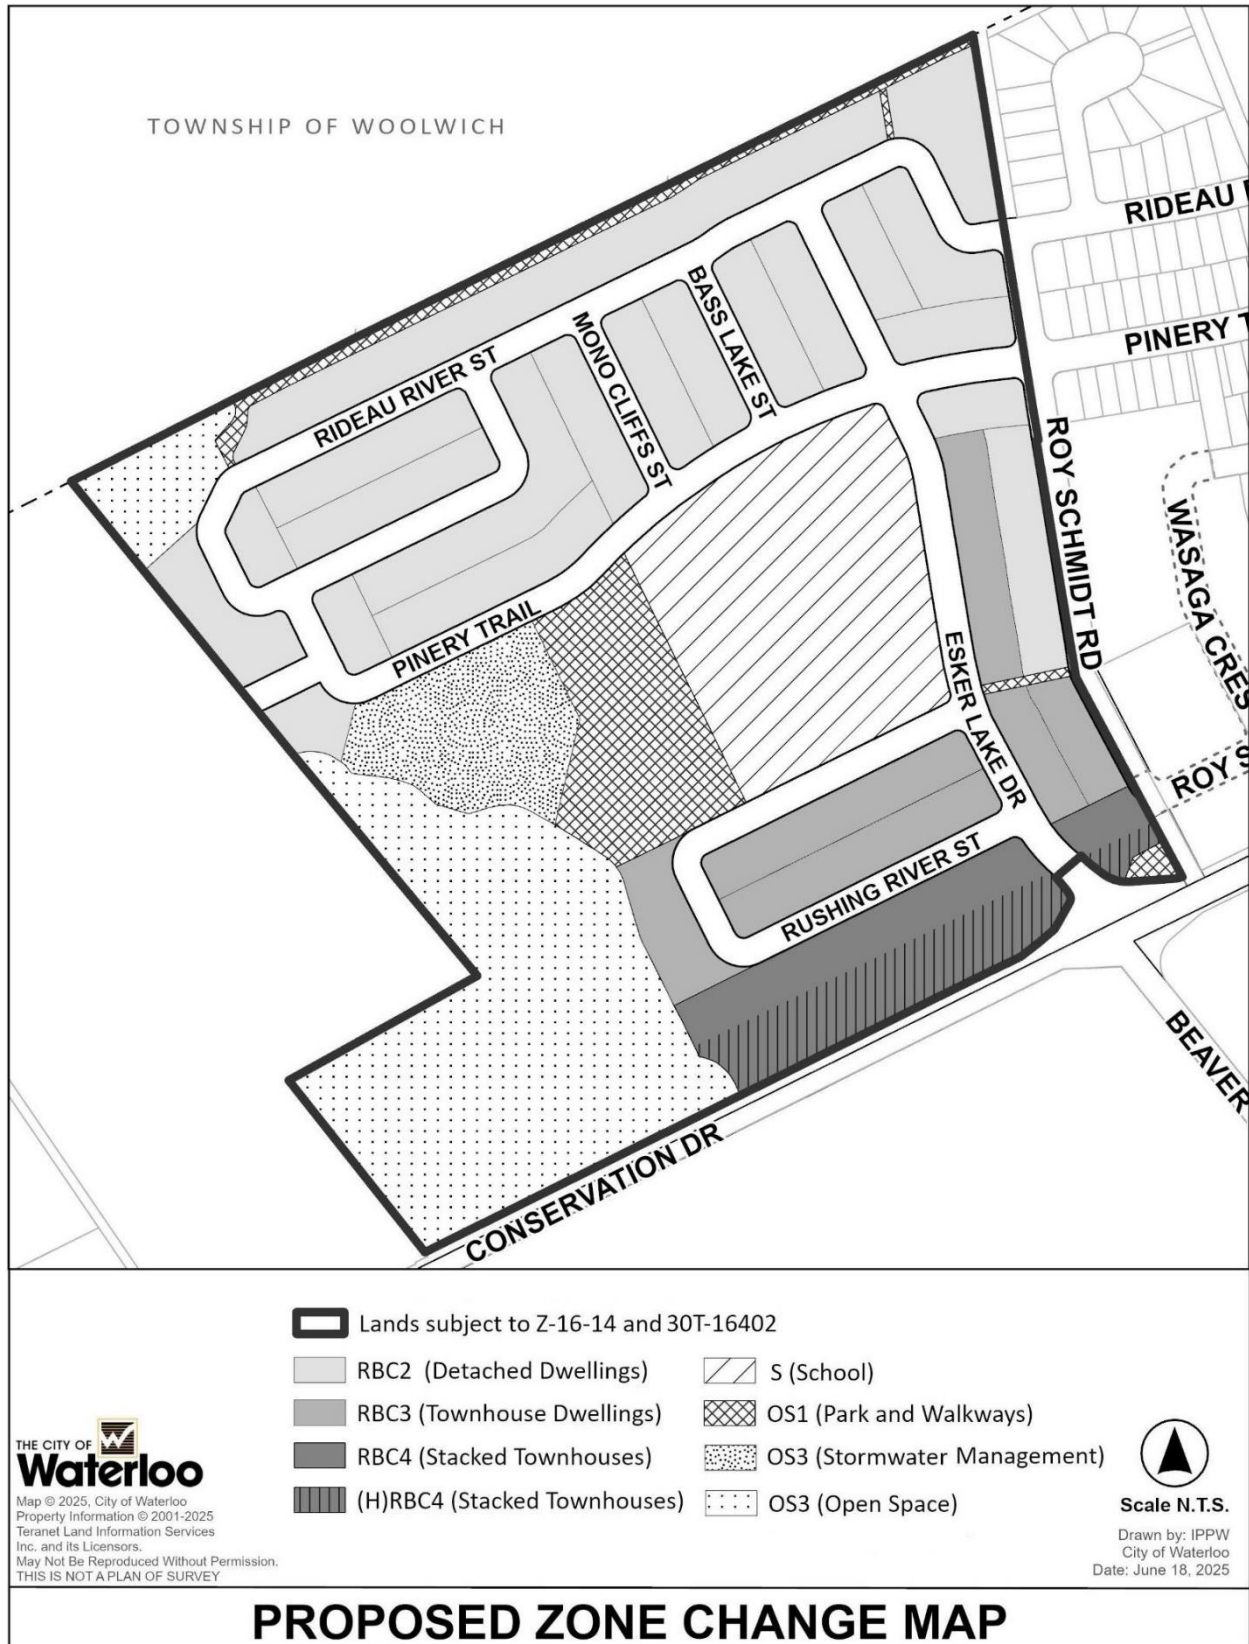 TOWNSHIP OF WOOLWICH
RIDEAU
PINERY T
RIDEAU RIVER ST
MONO CLIFFS ST
BASS LAKE ST
PINERY TRAIL
ROY SCHMIDT RD
WASAGA CRES
ESKER LAKE DR
ROY S
RUSHING RIVER ST
BEAVER
CONSERVATION DR
Lands subject to Z-16-14 and 30T-16402
RBC2 (Detached Dwellings)
RBC3 (Townhouse Dwellings)
RBC4 (Stacked Townhouses)
(H)RBC4 (Stacked Townhouses)
S (School)
OS1 (Park and Walkways)
OS3 (Stormwater Management)
OS3 (Open Space)
THE CITY OF
Waterloo
Map © 2025, City of Waterloo
Property Information © 2001-2025
Teranet Land Information Services
Inc. and its Licensors.
May Not Be Reproduced Without Permission.
THIS IS NOT A PLAN OF SURVEY
Scale N.T.S.
Drawn by: IPPW
City of Waterloo
Date: June 18, 2025
PROPOSED ZONE CHANGE MAP